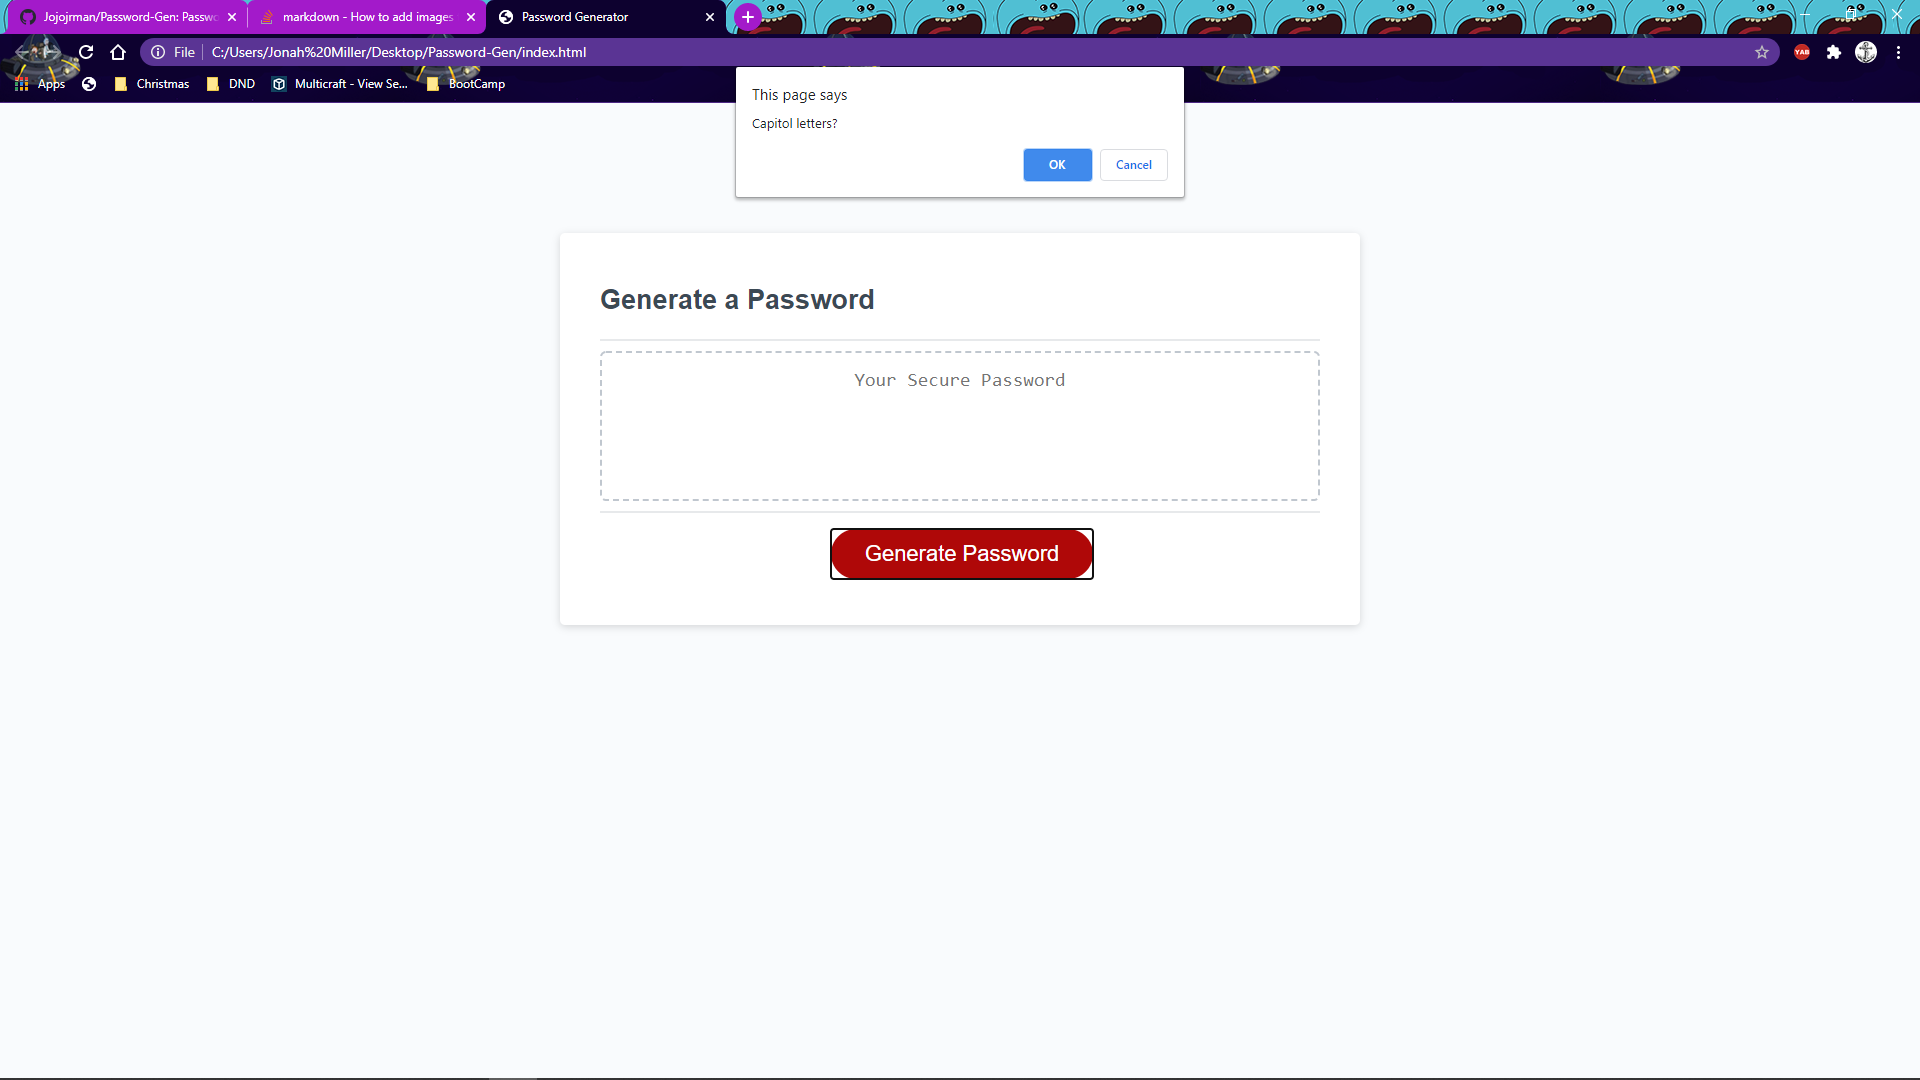 Jojojrman/Password-Gen: Passwo
markdown - How to add images
Password Generator
File
C:/Users/Jonah%20Miller/Desktop/Password-Gen/index.html
YAB
Apps
Christmas
DND
Multicraft - View Se...
BootCamp
This page says
Capitol letters?
OK
Cancel
Generate a Password
Your Secure Password
Generate Password